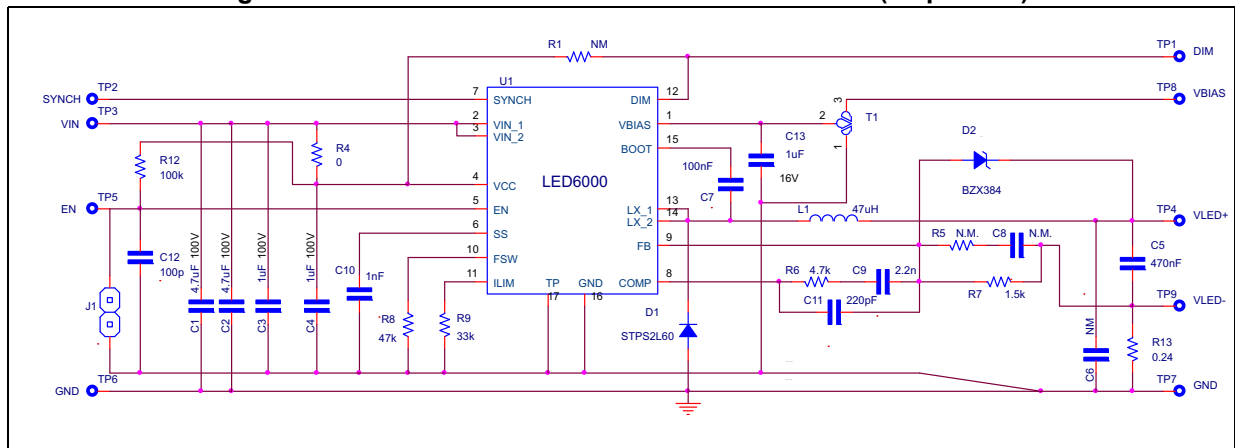 R1 NM
TP1 DIM
U1
TP2
SYNCH
7 SYNCH
DIM 12
TP3
VIN
2 VIN_1
3 VIN_2
VBIAS 1
TP8 VBIAS
3
2
1
T1
BOOT 15
C13
1uF
16V
100nF
C7
D2
BZX384
R12
100k
R4
0
4 VCC
LED6000
TP5
EN
5 EN
LX_1 13
LX_2 14
L1 47uH
TP4
VLED+
6 SS
FB 9
R5 N.M.
C8 N.M.
C12
100p
4.7uF 100V
4.7uF 100V
1uF 100V
1uF 100V
C10
1nF
10 FSW
11 ILIM
COMP 8
R6 4.7k
C9 2.2n
C5
470nF
R7 1.5k
C11 220pF
TP
17
GND
16
J1
C1
C2
C3
C4
R8
47k
R9
33k
D1
STPS2L60
TP9
VLED-
NM
C6
R13
0.24
GND TP6
TP7 GND